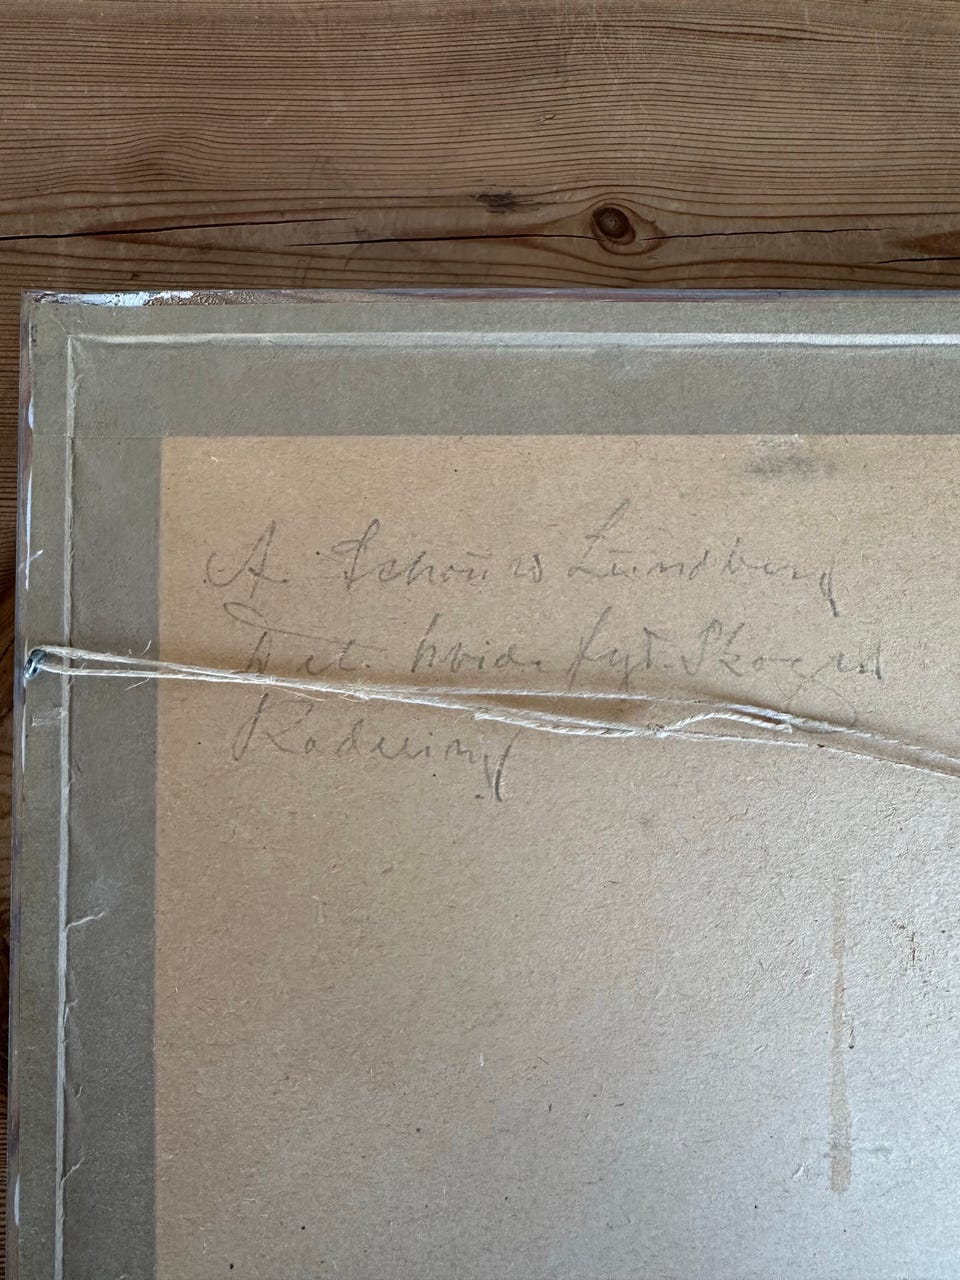 A. Schou's Lundberg
Det hvide fyr. Skagen
Radering